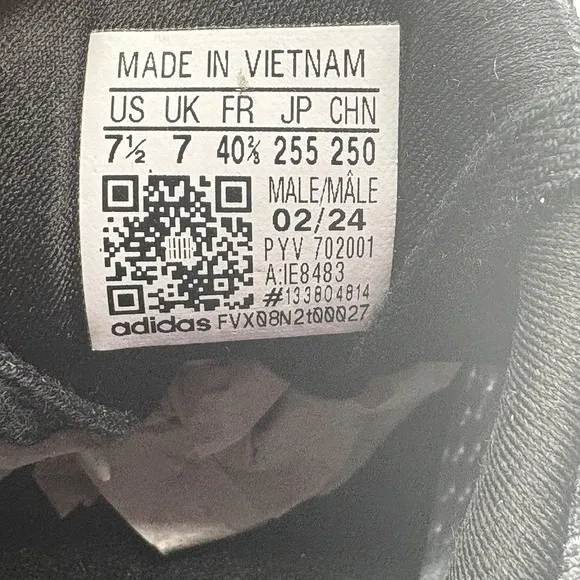 MADE IN VIETNAM
US UK FR JP CHN
7½ 7 40⅔ 255 250
MALE/MÂLE
02/24
PYV 702001
A:IE8483
#133804814
adidas FVX08N2t00027